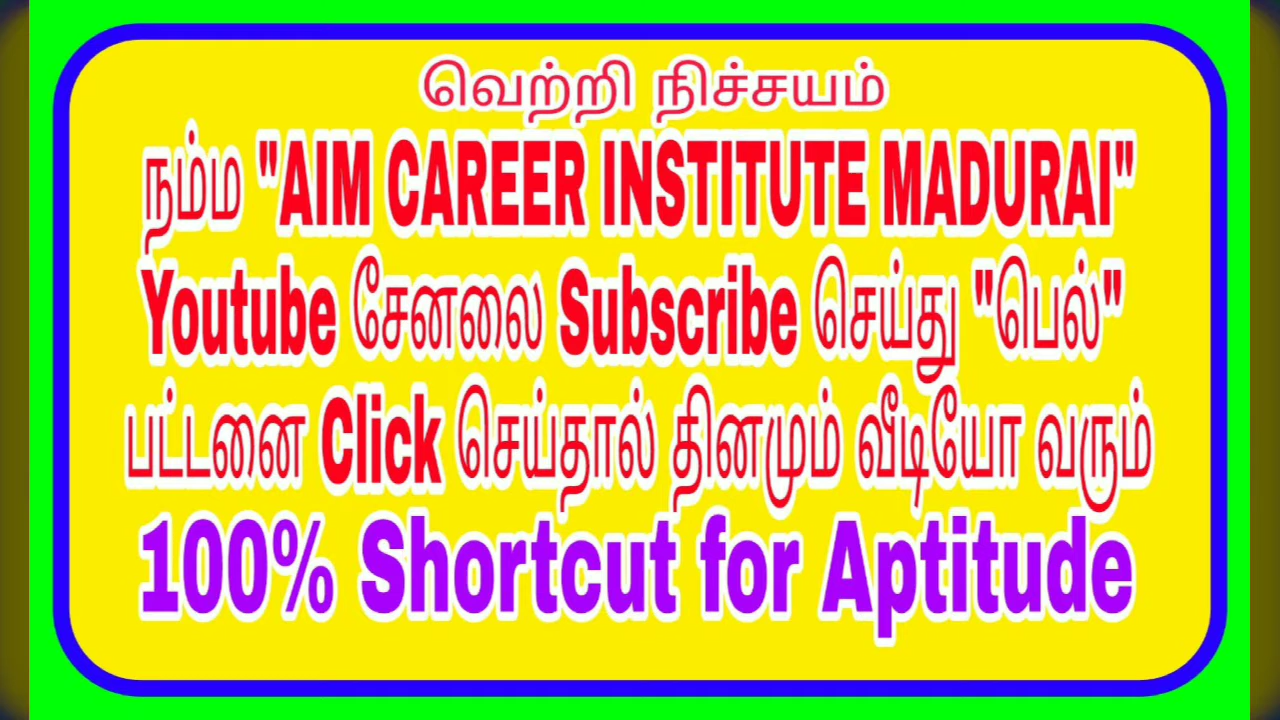 வெற்றி நிச்சயம்
நம்ம "AIM CAREER INSTITUTE MADURAI"
Youtube சேனலை Subscribe செய்து "பெல்"
பட்டனை Click செய்தால் தினமும் வீடியோ வரும்
100% Shortcut for Aptitude